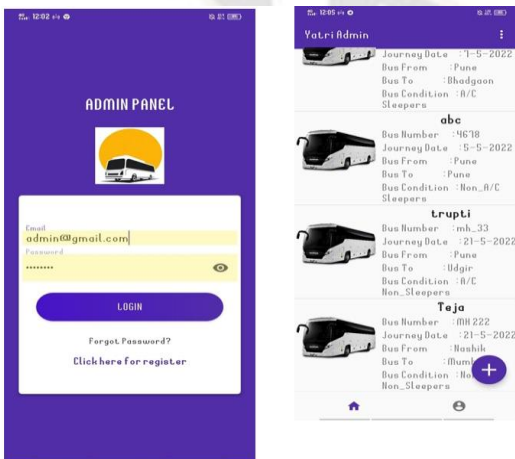 12:02
ADMIN PANEL
Email
admin@gmail.com
Password
********
LOGIN
Forgot Password?
Click here for register
12:05
Yatri Admin
Journey Date :7-5-2022
Bus From :Pune
Bus To :Bhadgaon
Bus Condition :A/C
Sleepers
abc
Bus Number :4678
Journey Date :5-5-2022
Bus From :Pune
Bus To :Pune
Bus Condition :Non_A/C
Sleepers
trupti
Bus Number :mh_33
Journey Date :21-5-2022
Bus From :Pune
Bus To :Udgir
Bus Condition :A/C
Non_Sleepers
Teja
Bus Number :MH 222
Journey Date :21-5-2022
Bus From :Nashik
Bus To
Bus Condition
Non_Sleepers